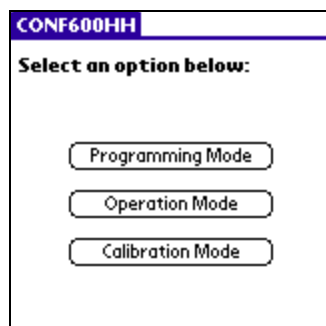 CONF600HH
Select an option below:
Programming Mode
Operation Mode
Calibration Mode